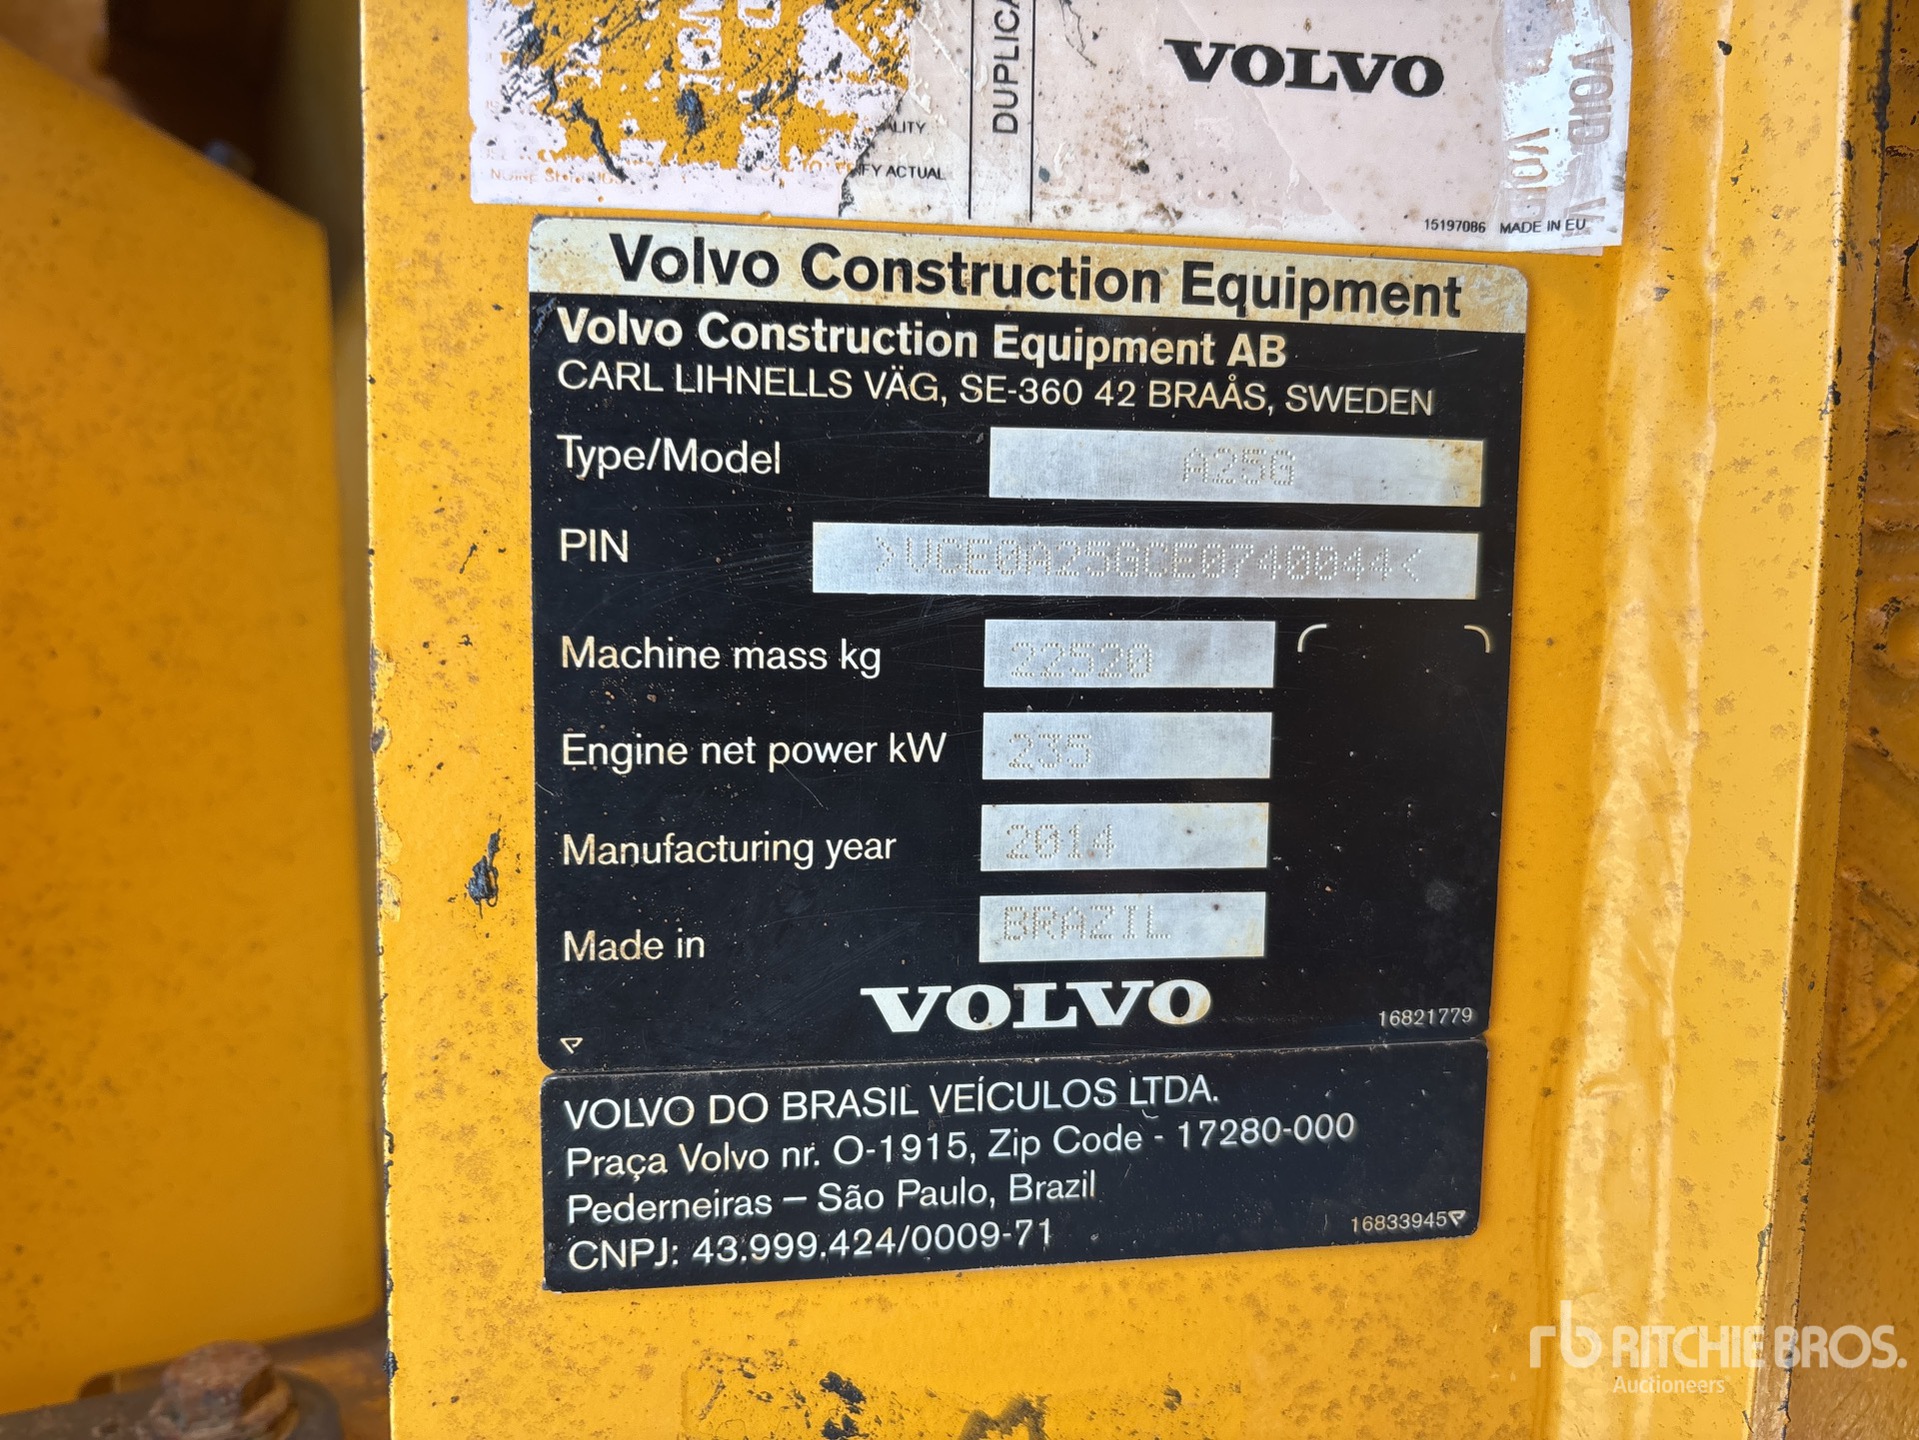 DUPLICA
VOLVO
ALITY
FY ACTUAL
15197086 MADE IN EU
VOID
Volvo Construction Equipment
Volvo Construction Equipment AB
CARL LIHNELLS VÄG, SE-360 42 BRAÅS, SWEDEN
Type/Model A25G
PIN >VCE0A25GCE0740044<
Machine mass kg 22520
Engine net power kW 235
Manufacturing year 2014
Made in BRAZIL
VOLVO
16821779
VOLVO DO BRASIL VEÍCULOS LTDA.
Praça Volvo nr. O-1915, Zip Code - 17280-000
Pederneiras – São Paulo, Brazil
CNPJ: 43.999.424/0009-71
16833945
rb RITCHIE BROS.
Auctioneers